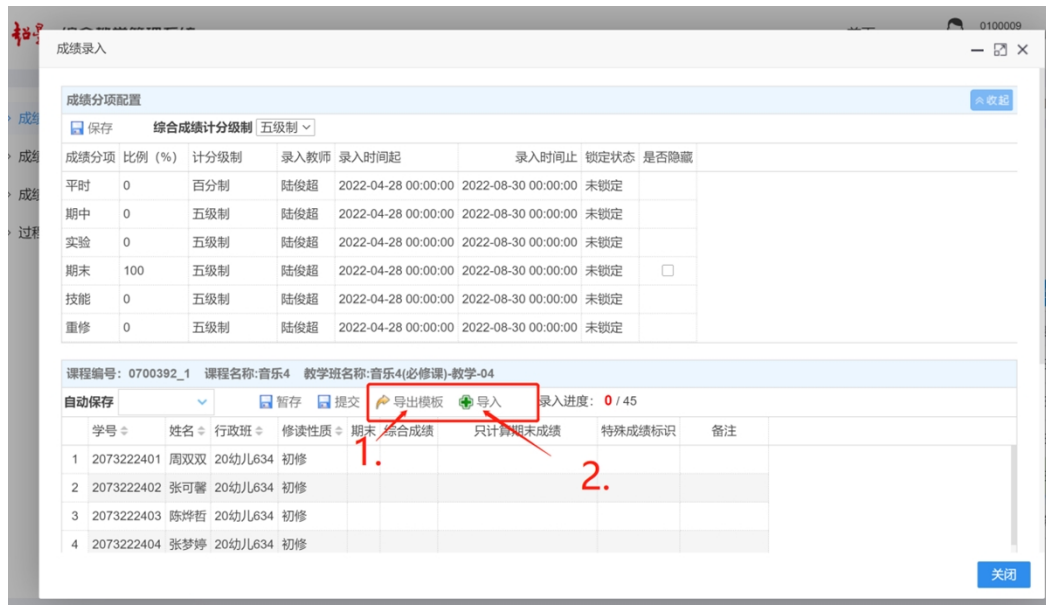 0100009
成绩录入
成绩分项配置
收起
保存 综合成绩计分级制 五级制
成绩分项 比例（%） 计分级制 录入教师 录入时间起 录入时间止 锁定状态 是否隐藏
平时 0 百分制 陆俊超 2022-04-28 00:00:00 2022-08-30 00:00:00 未锁定
期中 0 五级制 陆俊超 2022-04-28 00:00:00 2022-08-30 00:00:00 未锁定
实验 0 五级制 陆俊超 2022-04-28 00:00:00 2022-08-30 00:00:00 未锁定
期末 100 五级制 陆俊超 2022-04-28 00:00:00 2022-08-30 00:00:00 未锁定
技能 0 五级制 陆俊超 2022-04-28 00:00:00 2022-08-30 00:00:00 未锁定
重修 0 五级制 陆俊超 2022-04-28 00:00:00 2022-08-30 00:00:00 未锁定
课程编号：0700392_1 课程名称:音乐4 教学班名称:音乐4(必修课)-教学-04
自动保存 暂存 提交 导出模板 导入 录入进度： 0 / 45
学号 姓名 行政班 修读性质 期末 综合成绩 只计算期末成绩 特殊成绩标识 备注
1. 2.
1 2073222401 周双双 20幼儿634 初修
2 2073222402 张可馨 20幼儿634 初修
3 2073222403 陈烨哲 20幼儿634 初修
4 2073222404 张梦婷 20幼儿634 初修
关闭